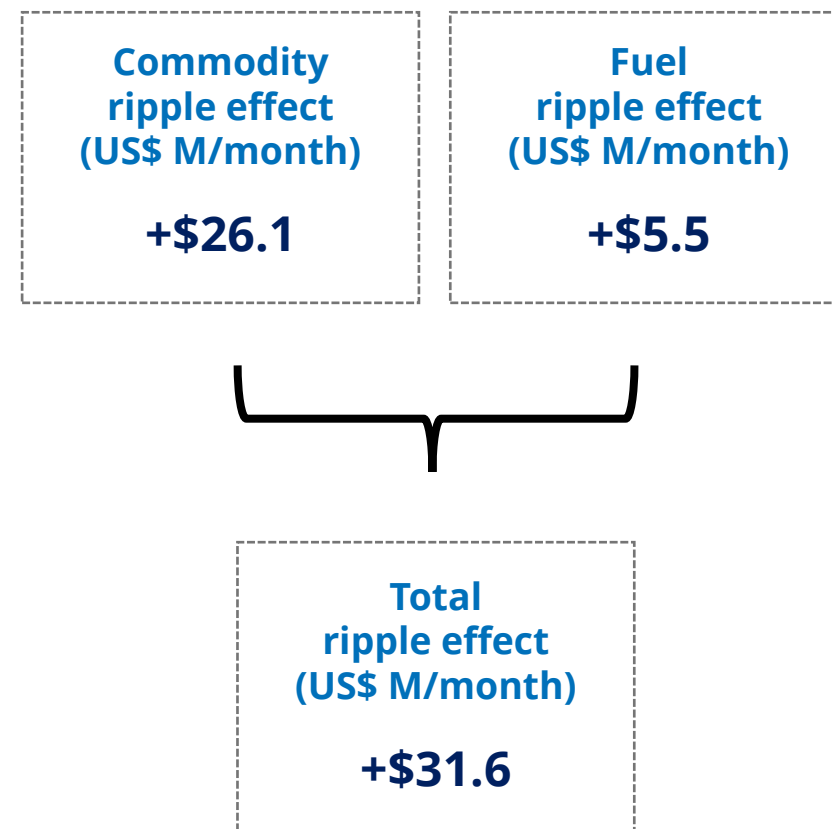 Commodity
ripple effect
(US$ M/month)
+$26.1
Fuel
ripple effect
(US$ M/month)
+$5.5
Total
ripple effect
(US$ M/month)
+$31.6